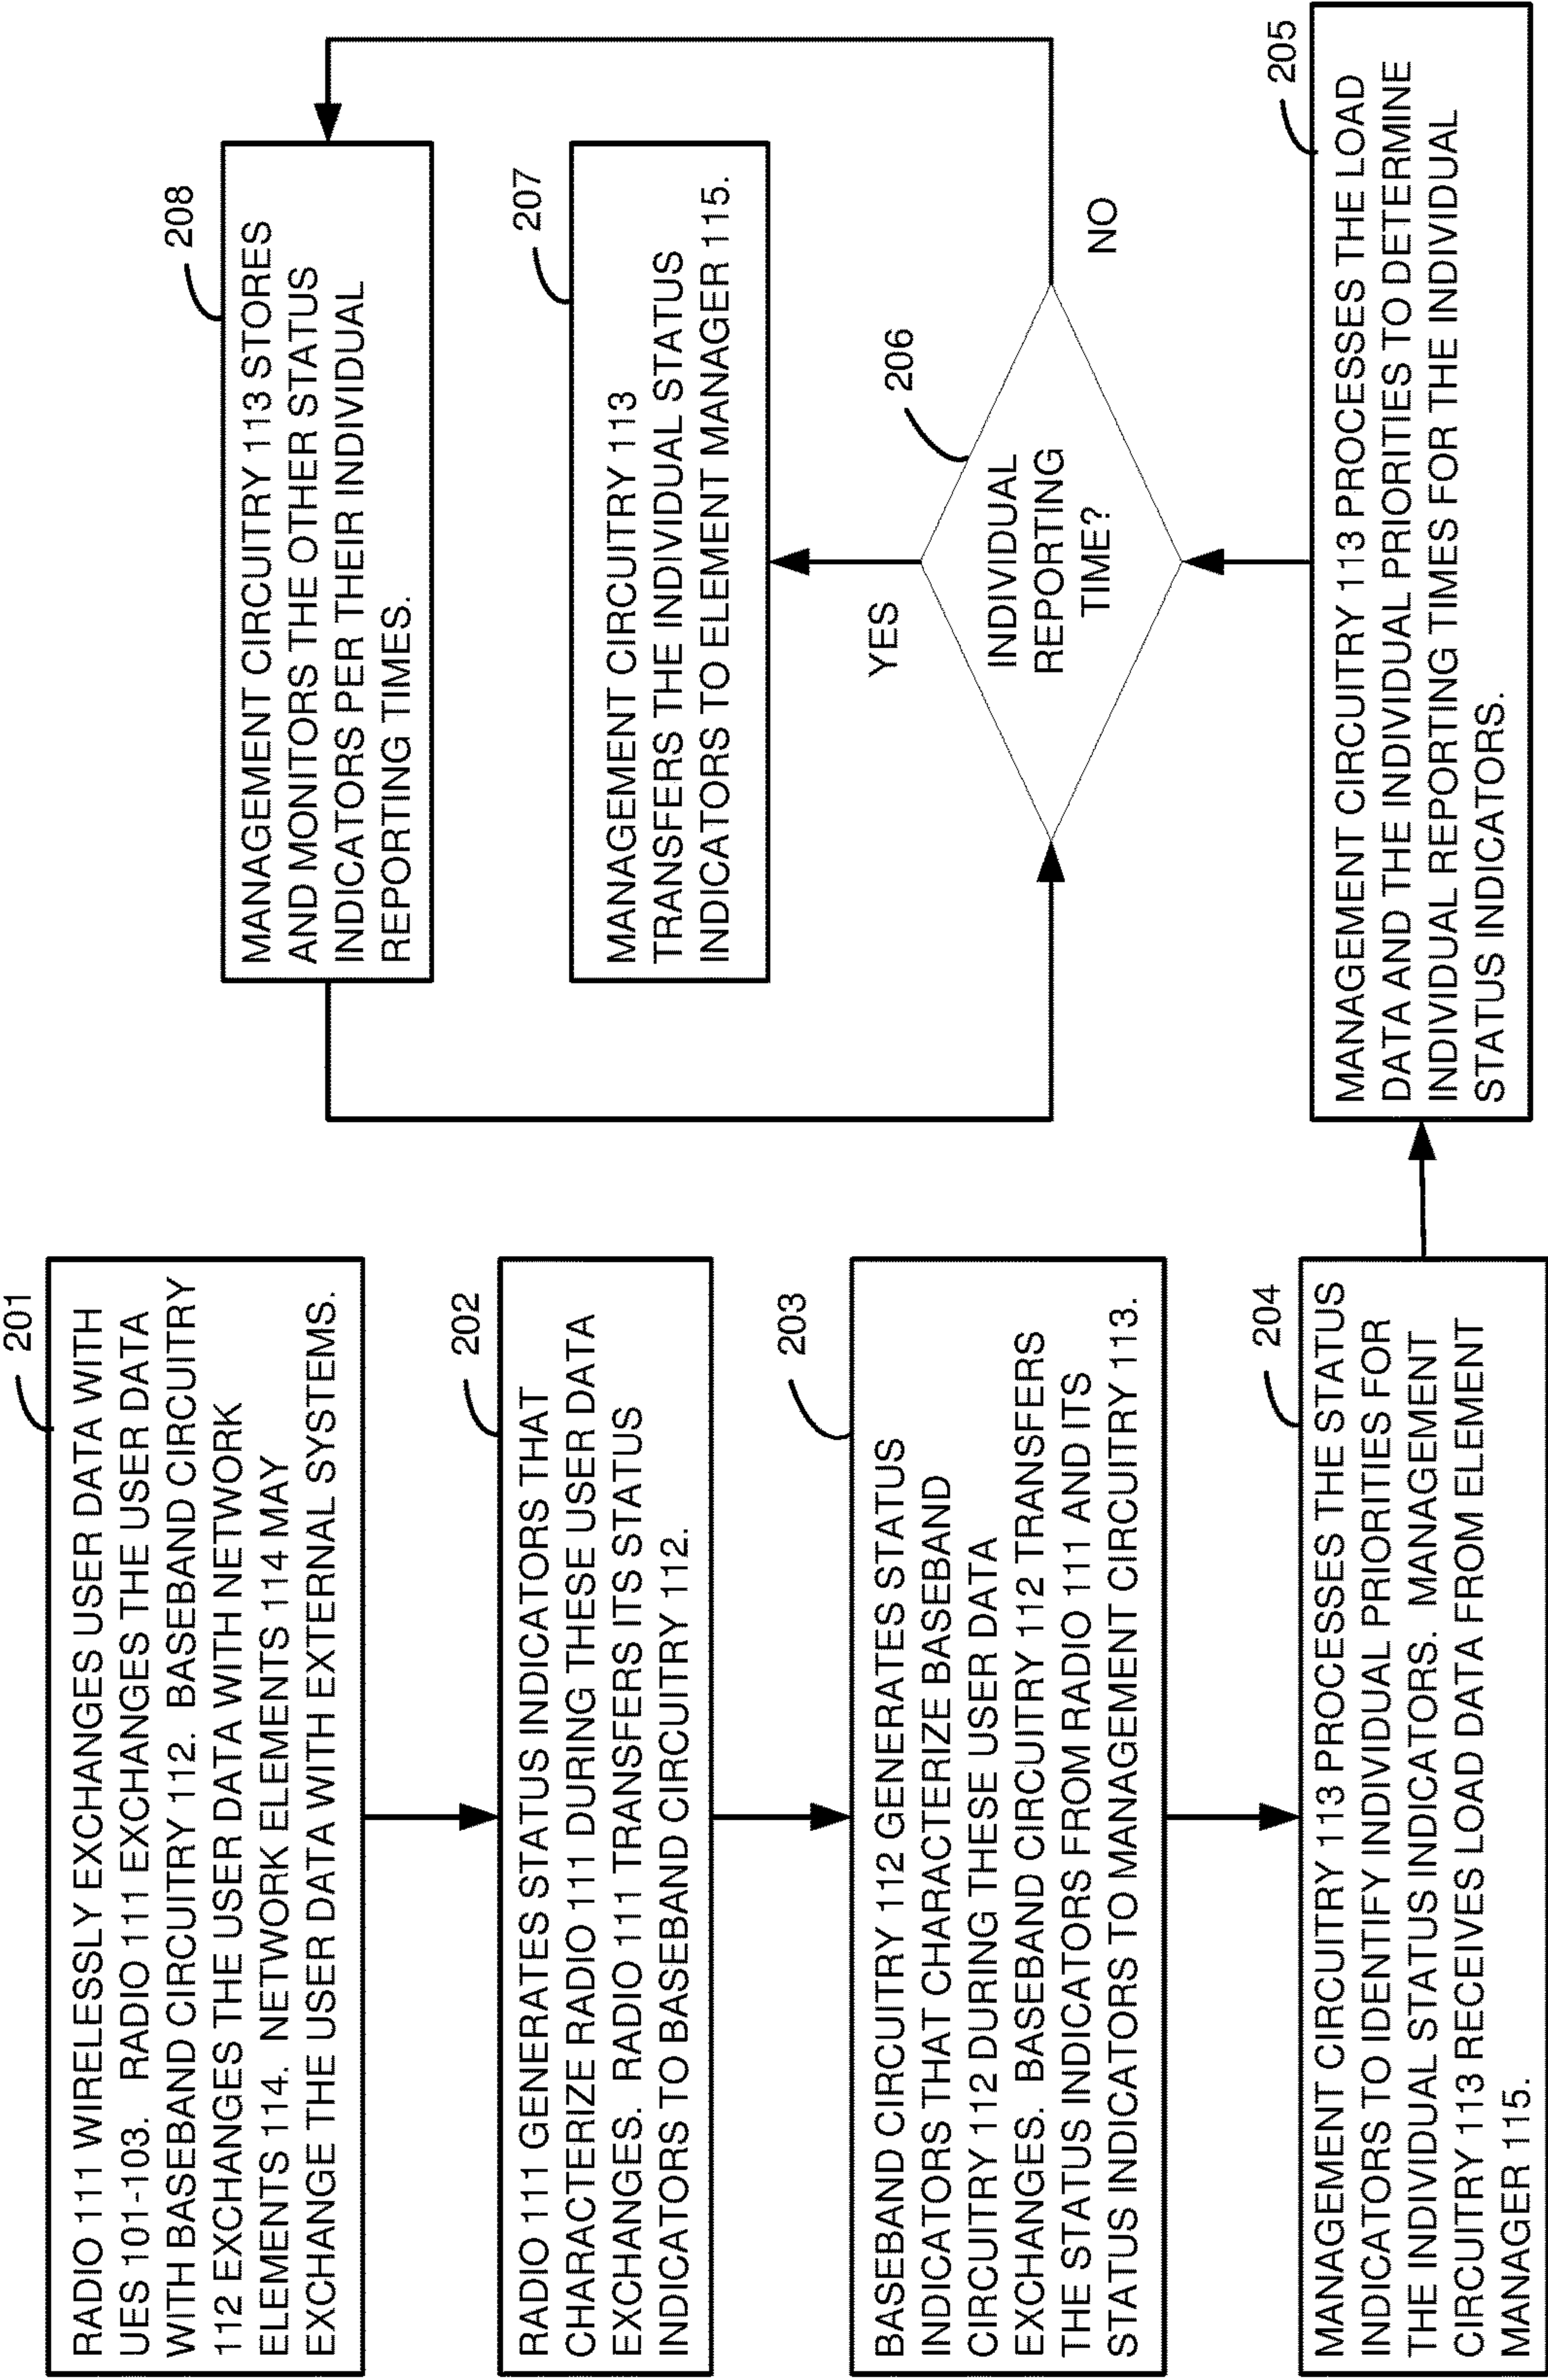 201
RADIO 111 WIRELESSLY EXCHANGES USER DATA WITH
UES 101-103. RADIO 111 EXCHANGES THE USER DATA
WITH BASEBAND CIRCUITRY 112. BASEBAND CIRCUITRY
112 EXCHANGES THE USER DATA WITH NETWORK
ELEMENTS 114. NETWORK ELEMENTS 114 MAY
EXCHANGE THE USER DATA WITH EXTERNAL SYSTEMS.
202
RADIO 111 GENERATES STATUS INDICATORS THAT
CHARACTERIZE RADIO 111 DURING THESE USER DATA
EXCHANGES. RADIO 111 TRANSFERS ITS STATUS
INDICATORS TO BASEBAND CIRCUITRY 112.
203
BASEBAND CIRCUITRY 112 GENERATES STATUS
INDICATORS THAT CHARACTERIZE BASEBAND
CIRCUITRY 112 DURING THESE USER DATA
EXCHANGES. BASEBAND CIRCUITRY 112 TRANSFERS
THE STATUS INDICATORS FROM RADIO 111 AND ITS
STATUS INDICATORS TO MANAGEMENT CIRCUITRY 113.
204
MANAGEMENT CIRCUITRY 113 PROCESSES THE STATUS
INDICATORS TO IDENTIFY INDIVIDUAL PRIORITIES FOR
THE INDIVIDUAL STATUS INDICATORS. MANAGEMENT
CIRCUITRY 113 RECEIVES LOAD DATA FROM ELEMENT
MANAGER 115.
205
MANAGEMENT CIRCUITRY 113 PROCESSES THE LOAD
DATA AND THE INDIVIDUAL PRIORITIES TO DETERMINE
INDIVIDUAL REPORTING TIMES FOR THE INDIVIDUAL
STATUS INDICATORS.
206
INDIVIDUAL
REPORTING
TIME?
YES
NO
207
MANAGEMENT CIRCUITRY 113
TRANSFERS THE INDIVIDUAL STATUS
INDICATORS TO ELEMENT MANAGER 115.
208
MANAGEMENT CIRCUITRY 113 STORES
AND MONITORS THE OTHER STATUS
INDICATORS PER THEIR INDIVIDUAL
REPORTING TIMES.